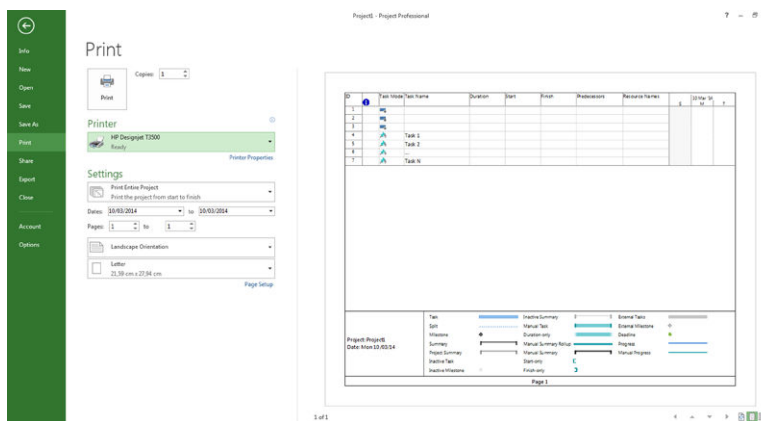 Project1 - Project Professional
?
Info
New
Open
Save
Save As
Print
Share
Export
Close
Account
Options
Print
Print
Copies: 1
Printer
HP Designjet T3500
Ready
Printer Properties
Settings
Print Entire Project
Print the project from start to finish
Dates: 10/03/2014 to 10/03/2014
Pages: 1 to 1
Landscape Orientation
Letter
21,59 cm x 27,94 cm
Page Setup
ID Task Mode Task Name Duration Start Finish Predecessors Resource Names 10 Mar '14
S M T
1
2
3
4 Task 1
5 Task 2
6 ...
7 Task N
Project: Project1
Date: Mon 10/03/14
Task
Split
Milestone
Summary
Project Summary
Inactive Task
Inactive Milestone
Inactive Summary
Manual Task
Duration-only
Manual Summary Rollup
Manual Summary
Start-only
Finish-only
External Tasks
External Milestone
Deadline
Progress
Manual Progress
Page 1
1 of 1